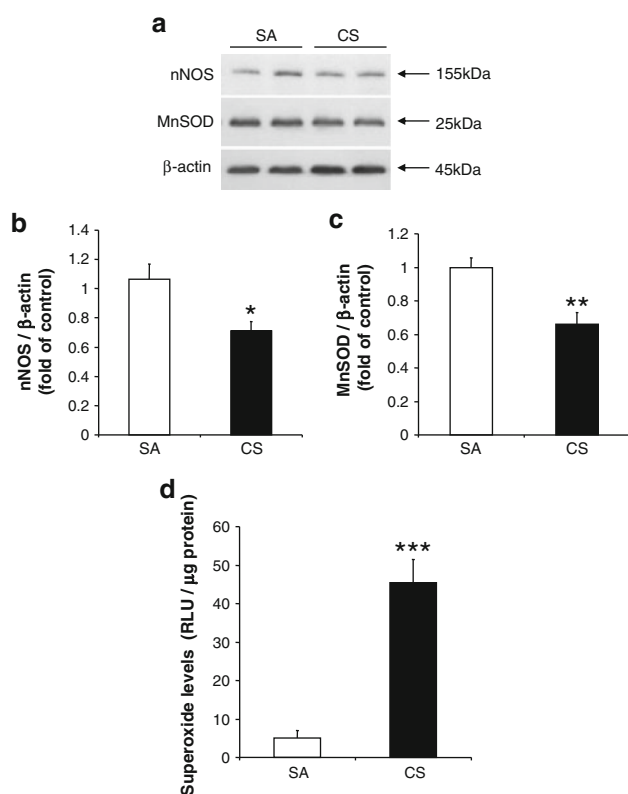 a
SA CS
nNOS 155kDa
MnSOD 25kDa
β-actin 45kDa
b
nNOS / β-actin
(fold of control)
1.4
1.2
1
0.8
0.6
0.4
0.2
0
*
SA CS
c
MnSOD / β-actin
(fold of control)
1.2
1
0.8
0.6
0.4
0.2
0
**
SA CS
d
Superoxide levels (RLU / µg protein)
60
50
40
30
20
10
0
***
SA CS